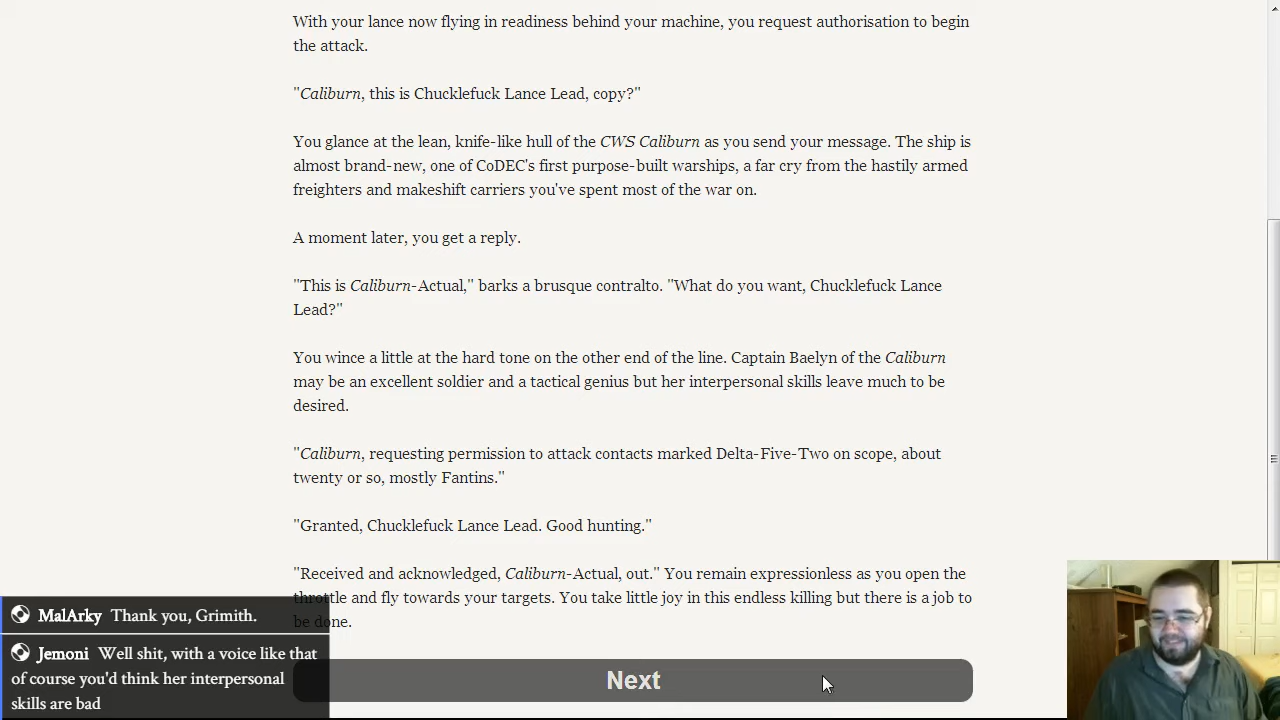 With your lance now flying in readiness behind your machine, you request authorisation to begin
the attack.
"Caliburn, this is Chucklefuck Lance Lead, copy?"
You glance at the lean, knife-like hull of the CWS Caliburn as you send your message. The ship is
almost brand-new, one of CoDEC's first purpose-built warships, a far cry from the hastily armed
freighters and makeshift carriers you've spent most of the war on.
A moment later, you get a reply.
"This is Caliburn-Actual," barks a brusque contralto. "What do you want, Chucklefuck Lance
Lead?"
You wince a little at the hard tone on the other end of the line. Captain Baelyn of the Caliburn
may be an excellent soldier and a tactical genius but her interpersonal skills leave much to be
desired.
"Caliburn, requesting permission to attack contacts marked Delta-Five-Two on scope, about
twenty or so, mostly Fantins."
"Granted, Chucklefuck Lance Lead. Good hunting."
"Received and acknowledged, Caliburn-Actual, out." You remain expressionless as you open the
throttle and fly towards your targets. You take little joy in this endless killing but there is a job to
be done.
MalArky Thank you, Grimith.
Jemoni Well shit, with a voice like that
of course you'd think her interpersonal
skills are bad
Next